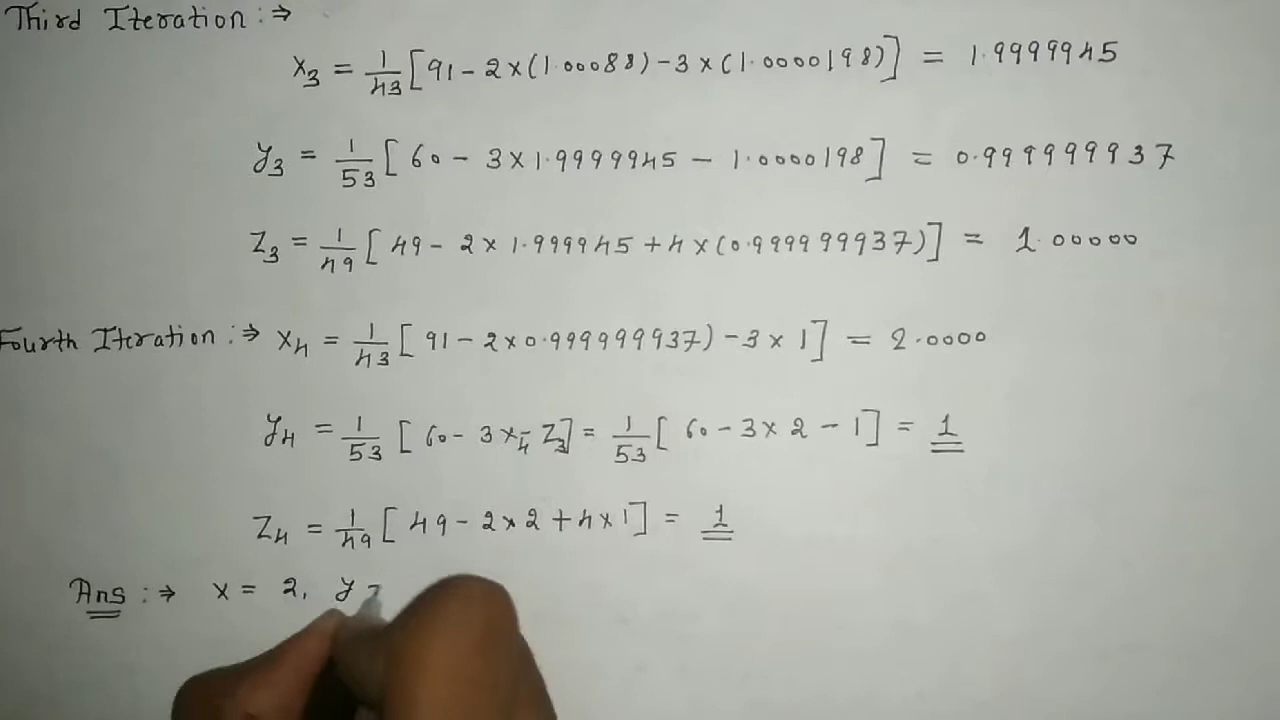 Third Iteration :⇒
x₃ = 1/43 [91 - 2×(1.00088) - 3×(1.0000198)] = 1.9999945
y₃ = 1/53 [60 - 3×1.9999945 - 1.0000198] = 0.999999937
z₃ = 1/49 [49 - 2×1.999945 + 4×(0.999999937)] = 1.00000
Fourth Iteration :⇒ x₄ = 1/43 [91 - 2×0.999999937) - 3×1] = 2.0000
y₄ = 1/53 [60 - 3x₄ - z₃] = 1/53 [60 - 3×2 - 1] = 1
z₄ = 1/49 [49 - 2×2 + 4×1] = 1
Ans :⇒ x = 2, y =